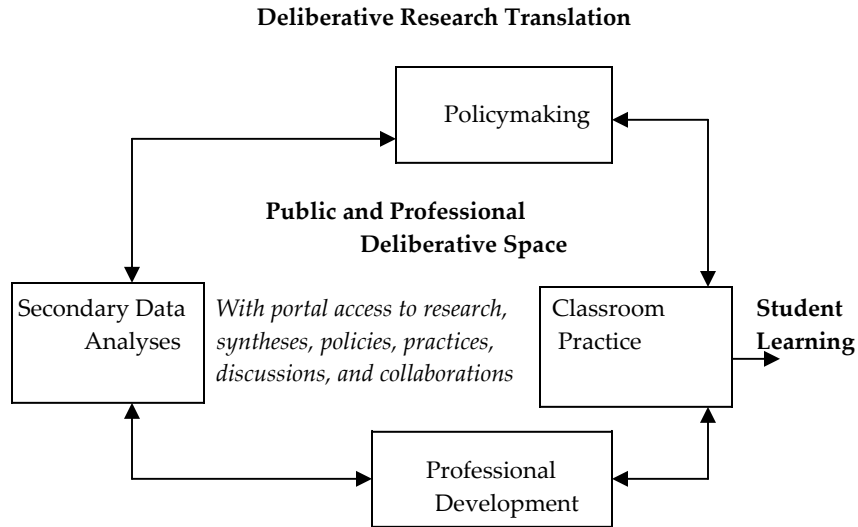 Deliberative Research Translation
Policymaking
Public and Professional
Deliberative Space
Secondary Data
Analyses
With portal access to research,
syntheses, policies, practices,
discussions, and collaborations
Classroom
Practice
Student
Learning
Professional
Development